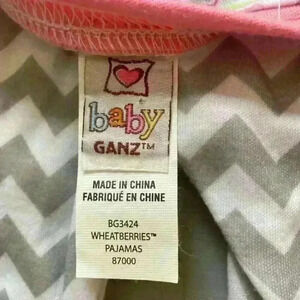 baby
GANZ™
MADE IN CHINA
FABRIQUÉ EN CHINE
BG3424
WHEATBERRIES™
PAJAMAS
87000